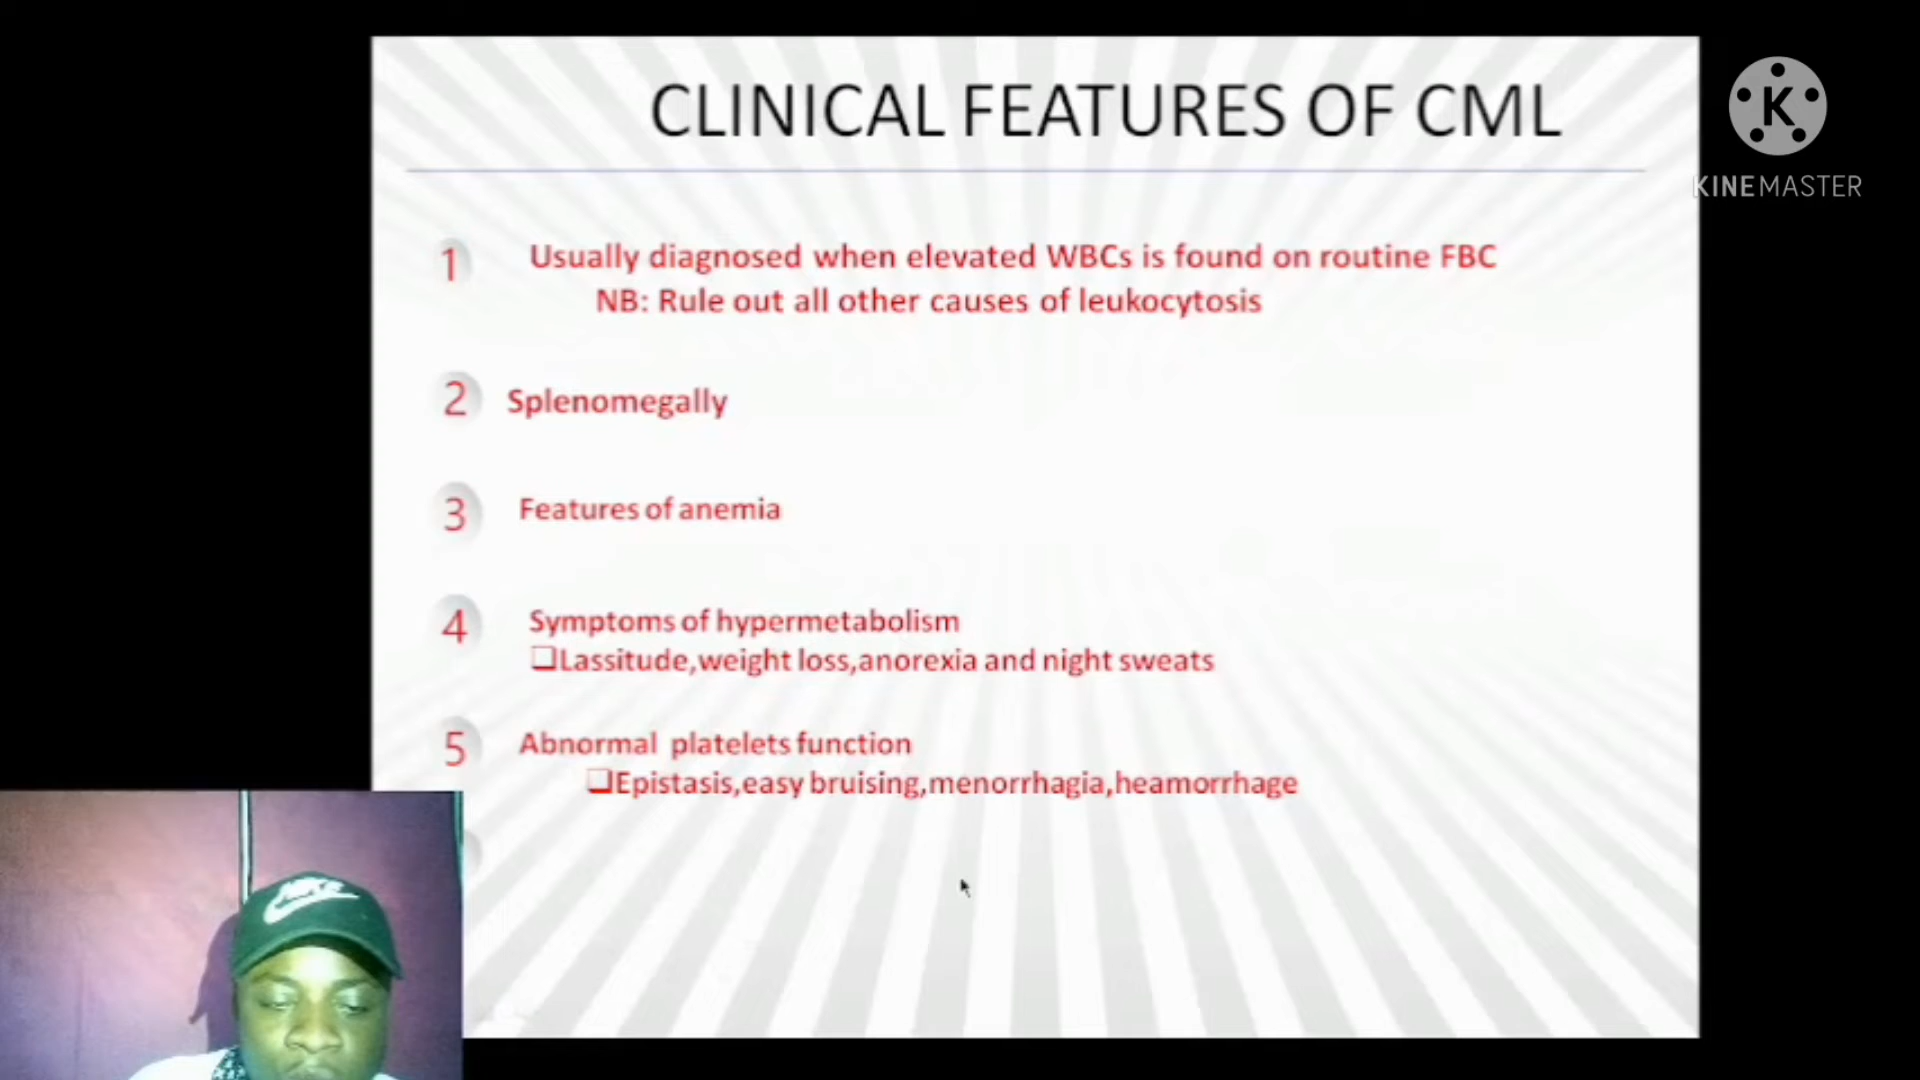 CLINICAL FEATURES OF CML
K
KINEMASTER
1 Usually diagnosed when elevated WBCs is found on routine FBC
NB: Rule out all other causes of leukocytosis
2 Splenomegally
3 Features of anemia
4 Symptoms of hypermetabolism
❑Lassitude,weight loss,anorexia and night sweats
5 Abnormal platelets function
❑Epistasis,easy bruising,menorrhagia,heamorrhage
NIKE